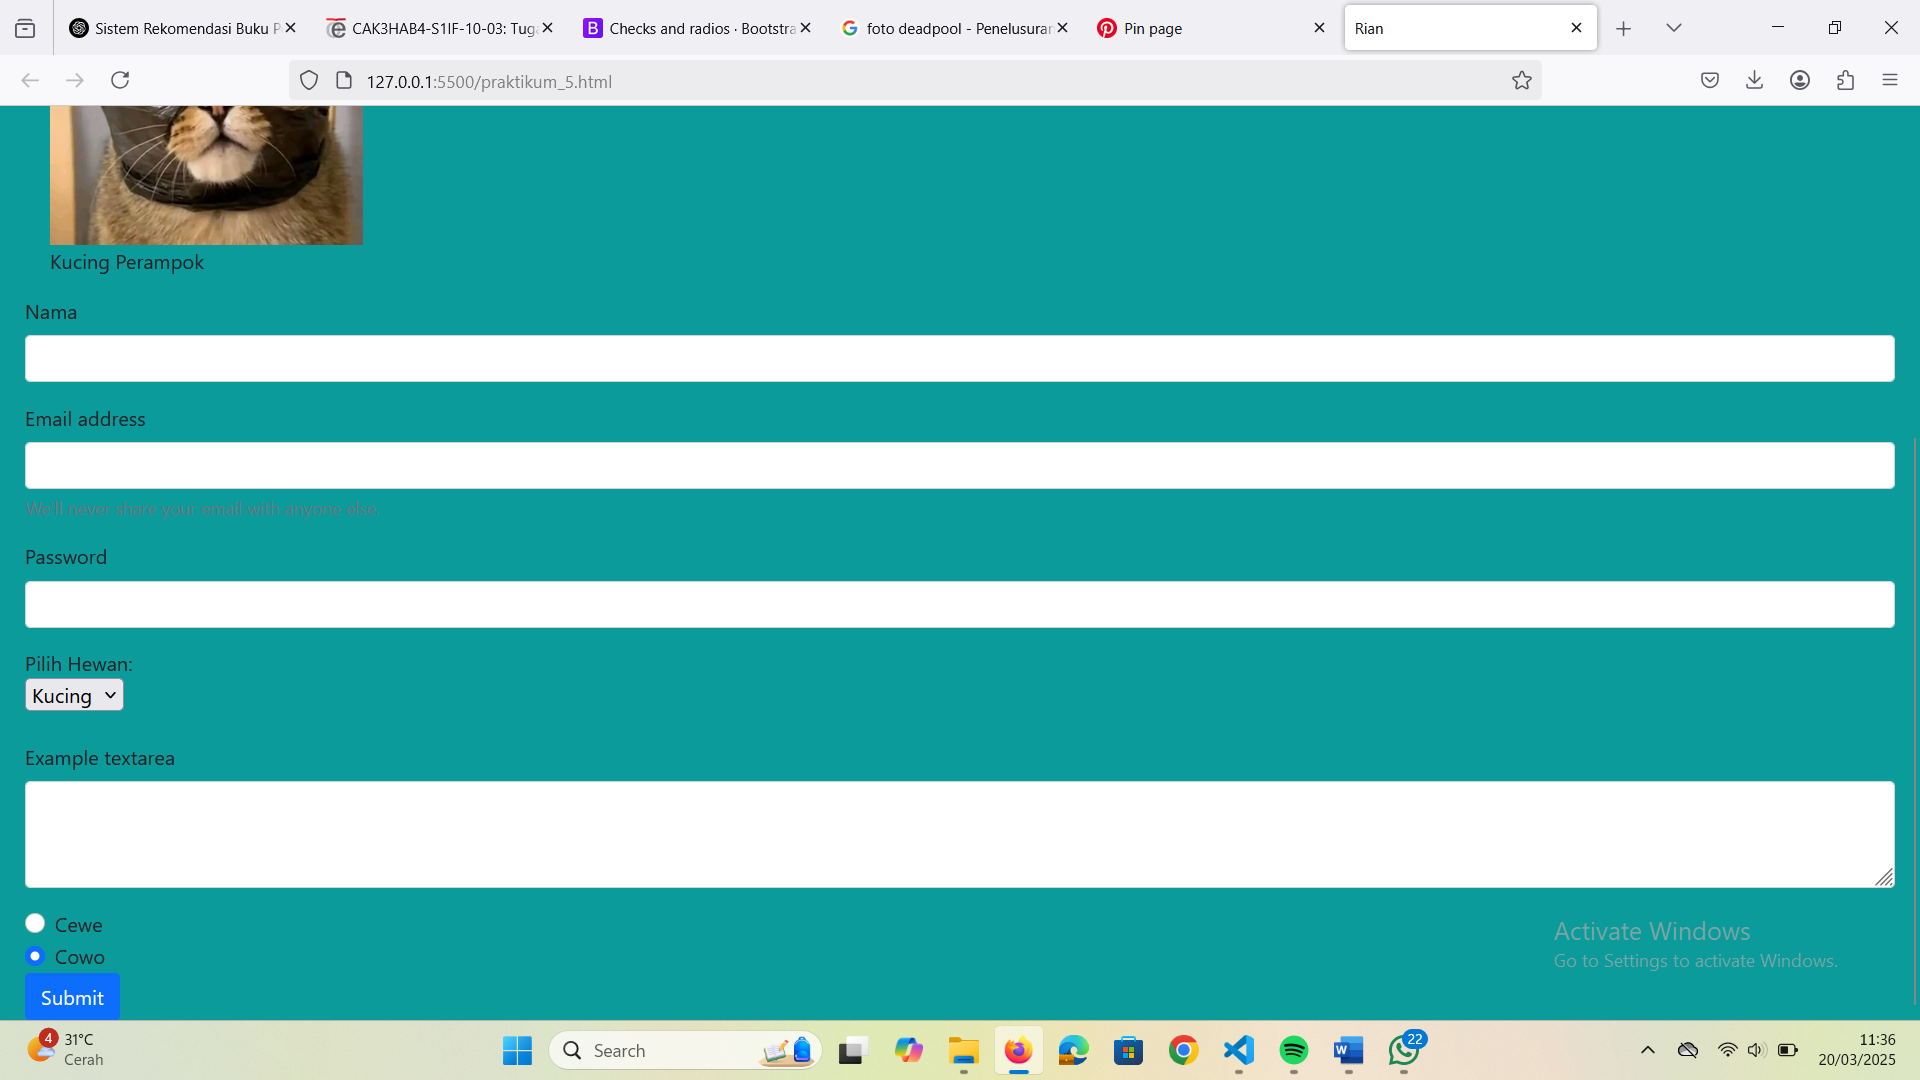 Sistem Rekomendasi Buku P
CAK3HAB4-S1IF-10-03: Tuga
Checks and radios · Bootstra
foto deadpool - Penelusuran
Pin page
Rian
127.0.0.1:5500/praktikum_5.html
Kucing Perampok
Nama
Email address
We'll never share your email with anyone else.
Password
Pilih Hewan:
Kucing
Example textarea
Cewe
Cowo
Submit
Activate Windows
Go to Settings to activate Windows.
4
31°C
Cerah
Search
22
11:36
20/03/2025